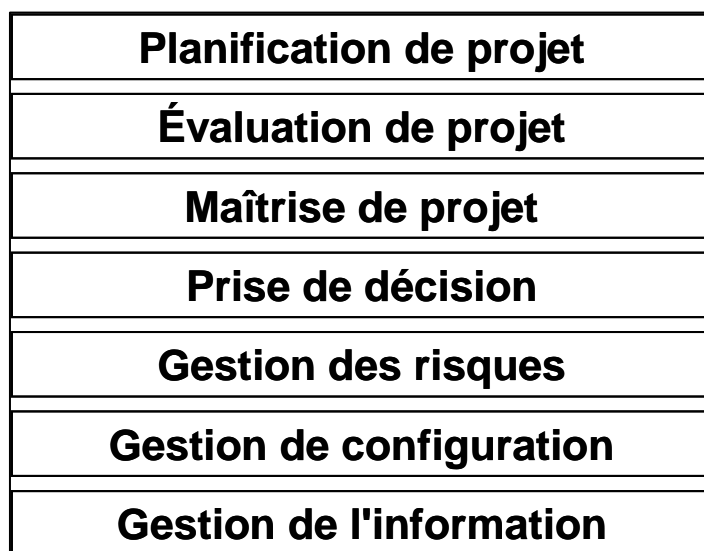 Planification de projet
Évaluation de projet
Maîtrise de projet
Prise de décision
Gestion des risques
Gestion de configuration
Gestion de l'information